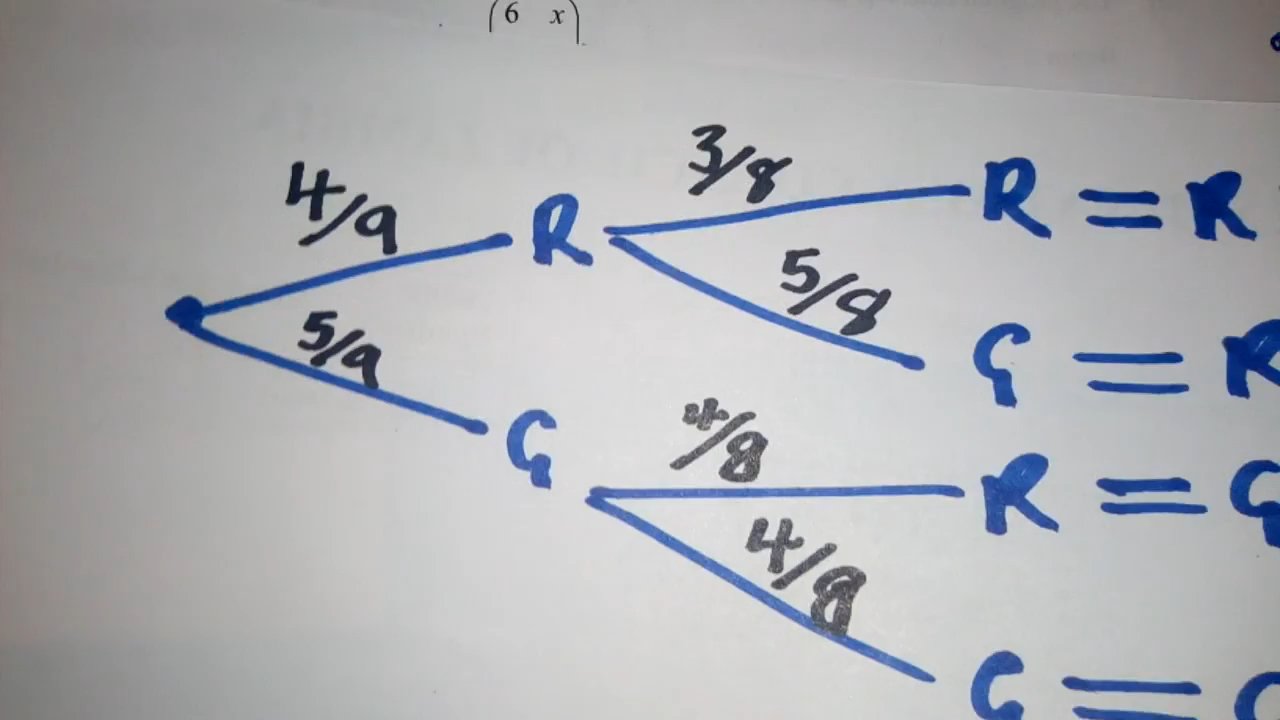 (6 x)
3/8
4/9 R R = R
5/8
5/9 G = R
4/8
G R = G
4/8
G =